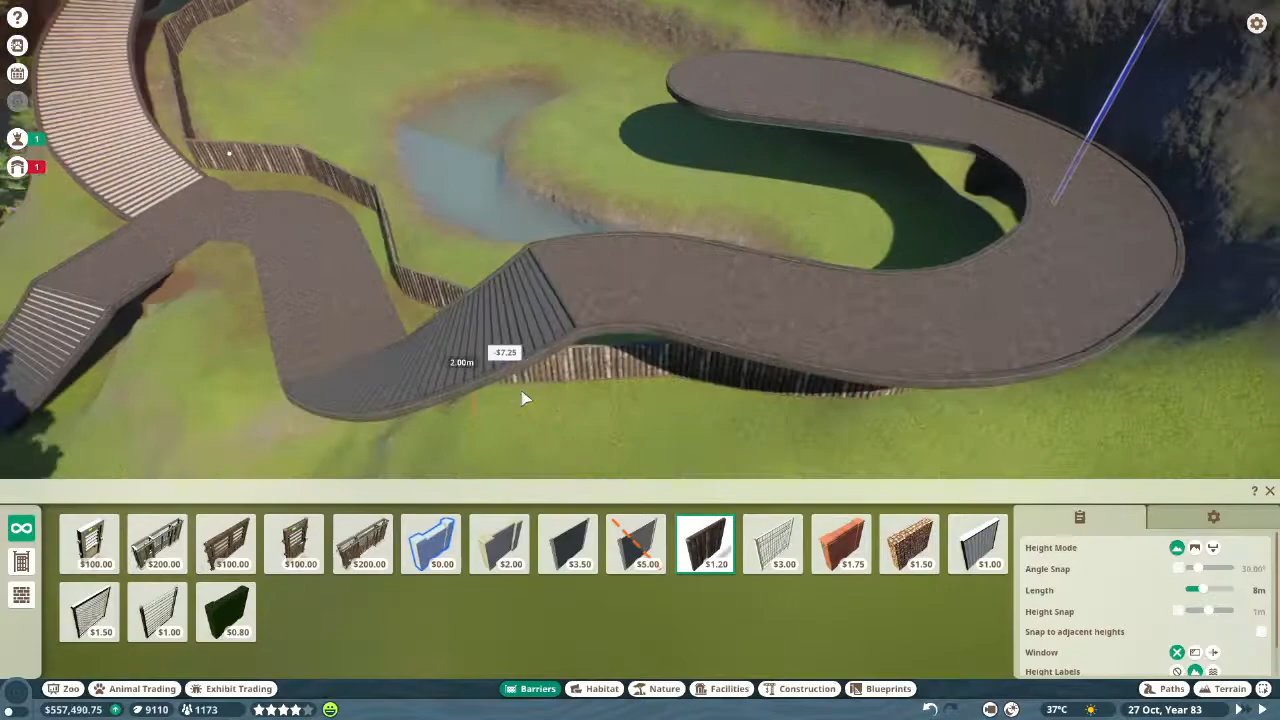 ?
1
1
-$7.25
2.00m
?
$100.00 $200.00 $100.00 $100.00 $200.00 $0.00 $2.00 $3.50 $5.00 $1.20 $3.00 $1.75 $1.50 $1.00
$1.50 $1.00 $0.80
Height Mode
Angle Snap 30.00°
Length 8m
Height Snap 1m
Snap to adjacent heights
Window
Height Labels
Zoo Animal Trading Exhibit Trading Barriers Habitat Nature Facilities Construction Blueprints Paths Terrain
$557,490.75 9110 1173 37°C 27 Oct, Year 83